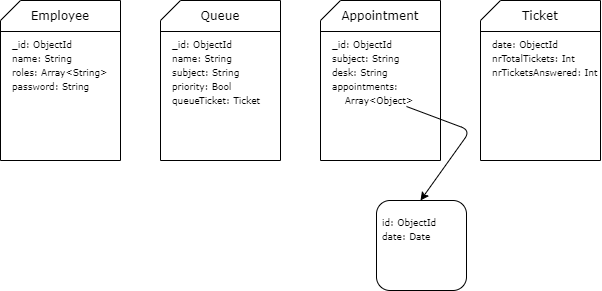 Employee
_id: ObjectId
name: String
roles: Array<String>
password: String
Queue
_id: ObjectId
name: String
subject: String
priority: Bool
queueTicket: Ticket
Appointment
_id: ObjectId
subject: String
desk: String
appointments:
Array<Object>
Ticket
date: ObjectId
nrTotalTickets: Int
nrTicketsAnswered: Int
id: ObjectId
date: Date